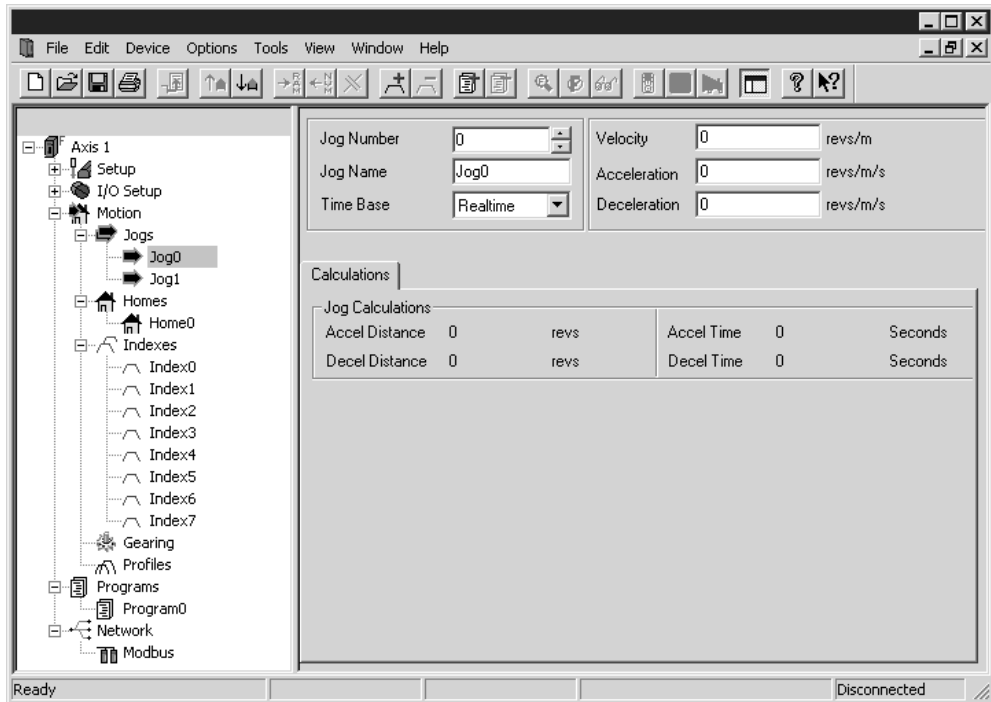 File Edit Device Options Tools View Window Help
Axis 1
Setup
I/O Setup
Motion
Jogs
Jog0
Jog1
Homes
Home0
Indexes
Index0
Index1
Index2
Index3
Index4
Index5
Index6
Index7
Gearing
Profiles
Programs
Program0
Network
Modbus
Jog Number 0
Jog Name Jog0
Time Base Realtime
Velocity 0 revs/m
Acceleration 0 revs/m/s
Deceleration 0 revs/m/s
Calculations
Jog Calculations
Accel Distance 0 revs Accel Time 0 Seconds
Decel Distance 0 revs Decel Time 0 Seconds
Ready Disconnected